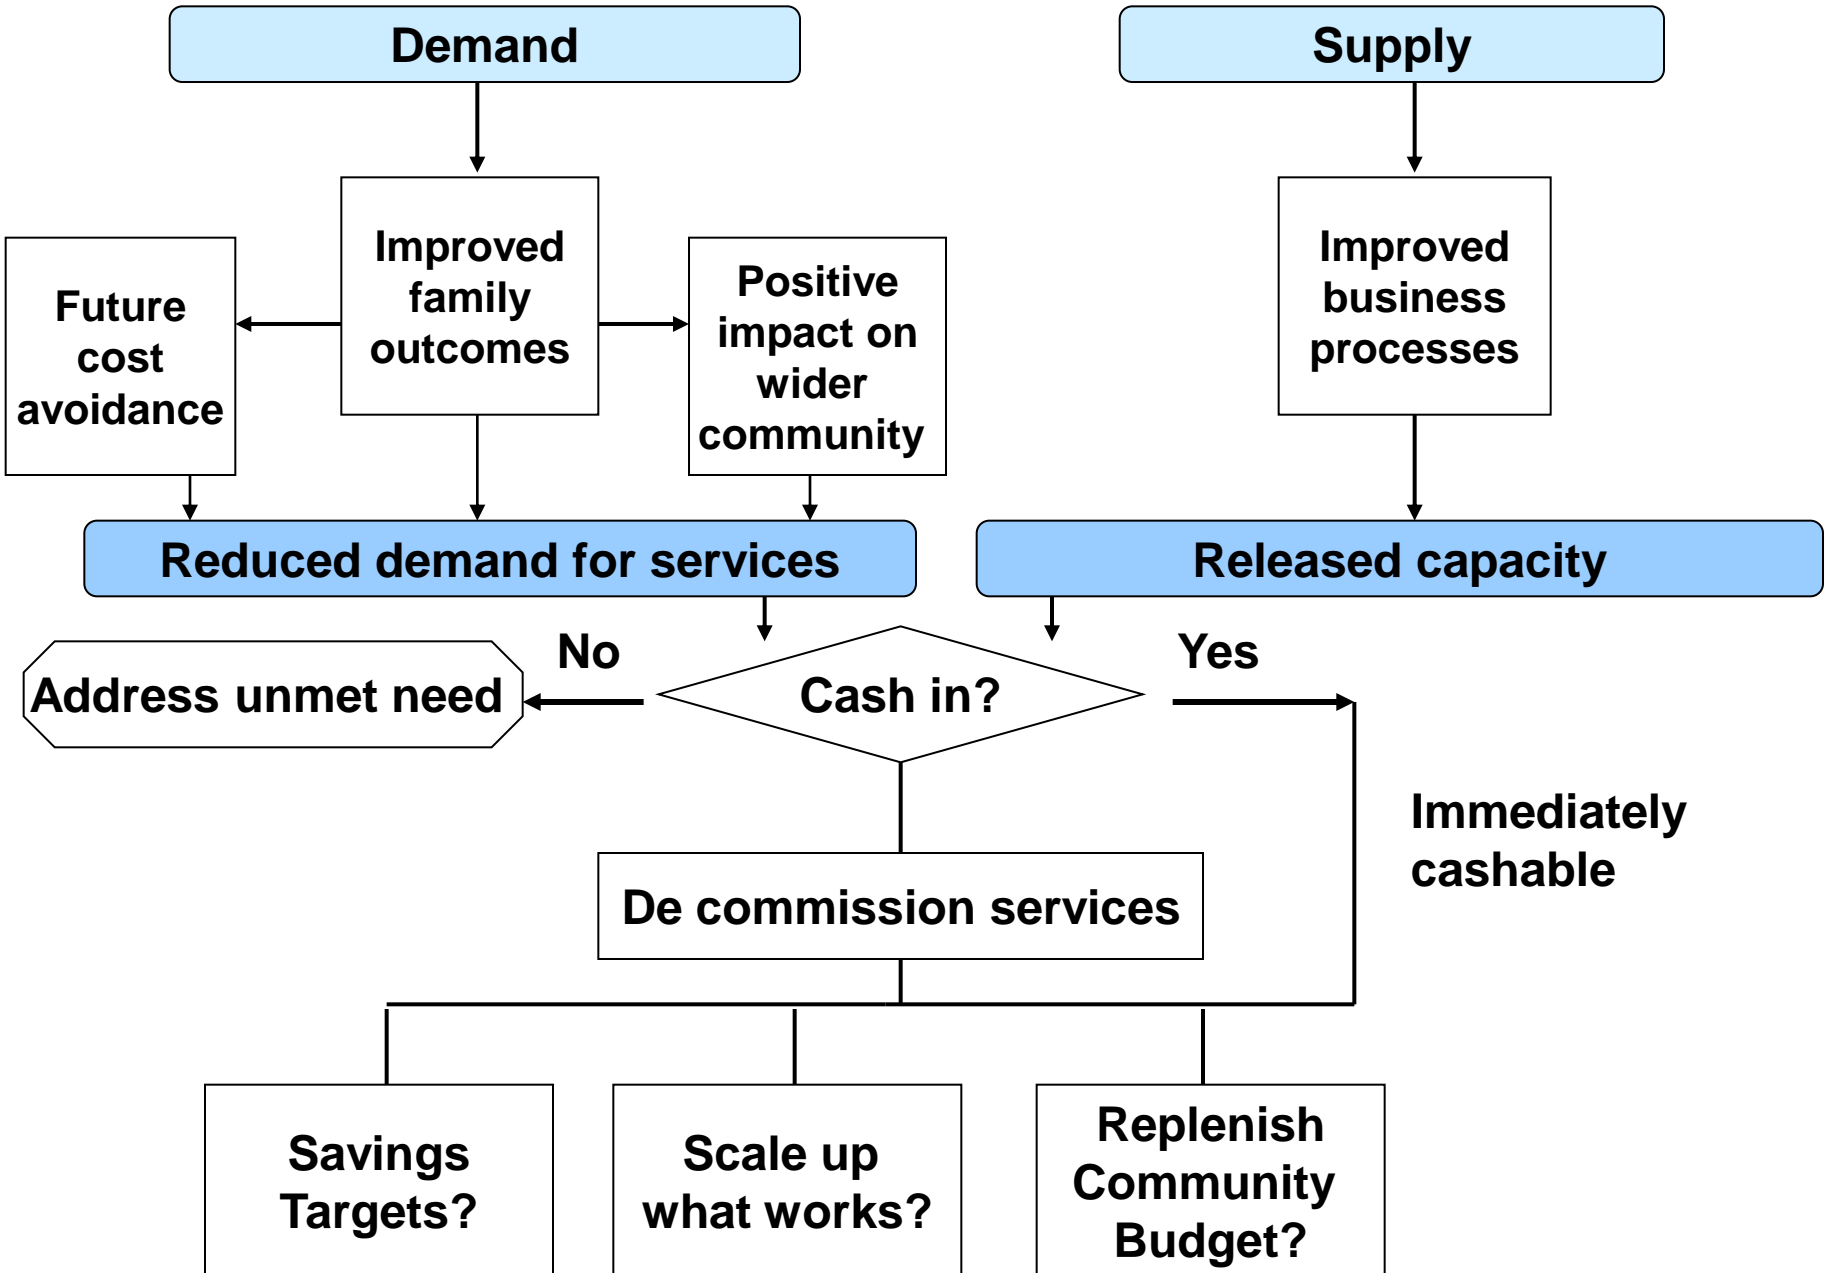 Demand
Supply
Future
cost
avoidance
Improved
family
outcomes
Positive
impact on
wider
community
Improved
business
processes
Reduced demand for services
Released capacity
No
Yes
Address unmet need
Cash in?
Immediately
cashable
De commission services
Savings
Targets?
Scale up
what works?
Replenish
Community
Budget?